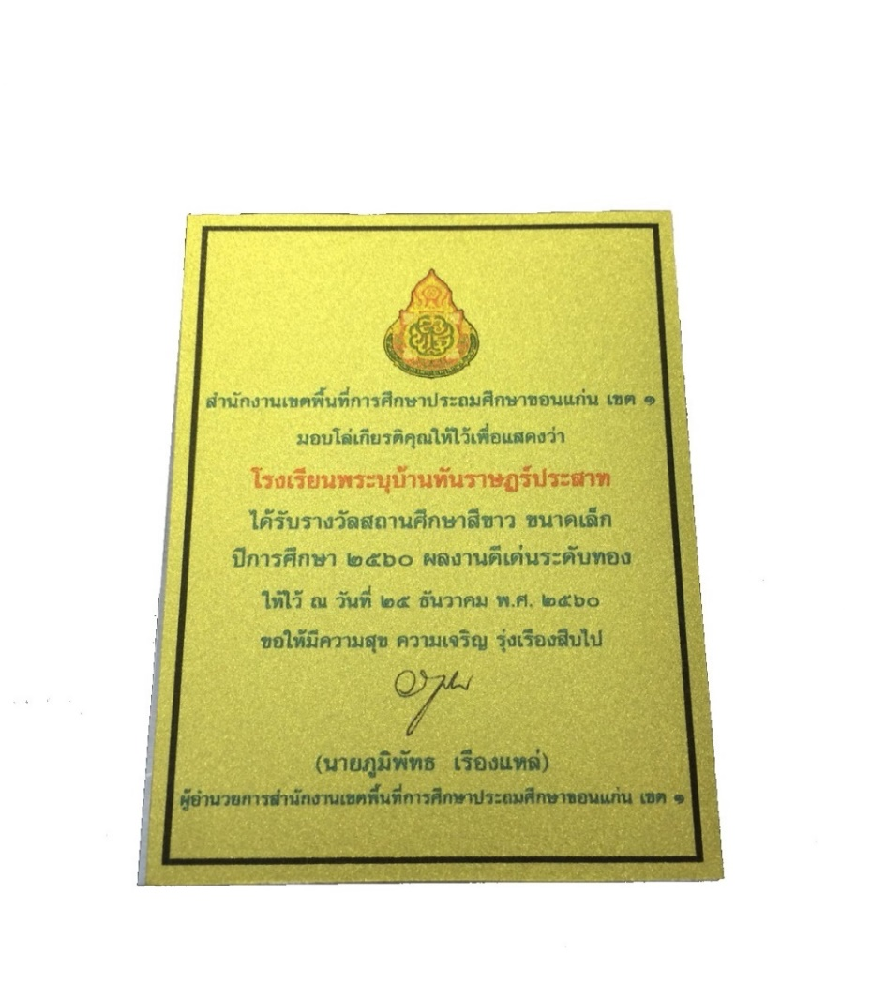 สำนักงานเขตพื้นที่การศึกษาประถมศึกษาขอนแก่น เขต ๑
มอบโล่เกียรติคุณให้ไว้เพื่อแสดงว่า
โรงเรียนพระบุบ้านทันราษฎร์ประสาท
ได้รับรางวัลสถานศึกษาสีขาว ขนาดเล็ก
ปีการศึกษา ๒๕๖๐ ผลงานดีเด่นระดับทอง
ให้ไว้ ณ วันที่ ๒๕ ธันวาคม พ.ศ. ๒๕๖๐
ขอให้มีความสุข ความเจริญ รุ่งเรืองสืบไป
(นายภูมิพัทธ เรืองแหล่)
ผู้อำนวยการสำนักงานเขตพื้นที่การศึกษาประถมศึกษาขอนแก่น เขต ๑